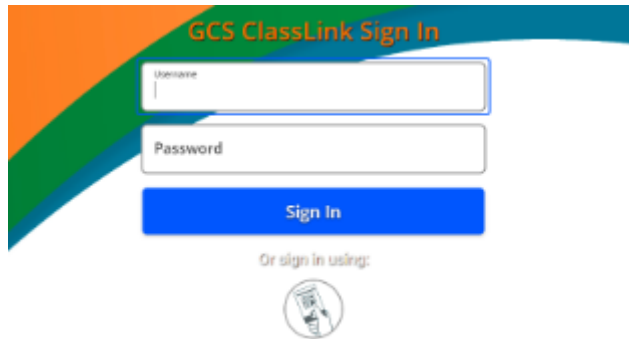 GCS ClassLink Sign In
Username
Password
Sign In
Or sign in using: